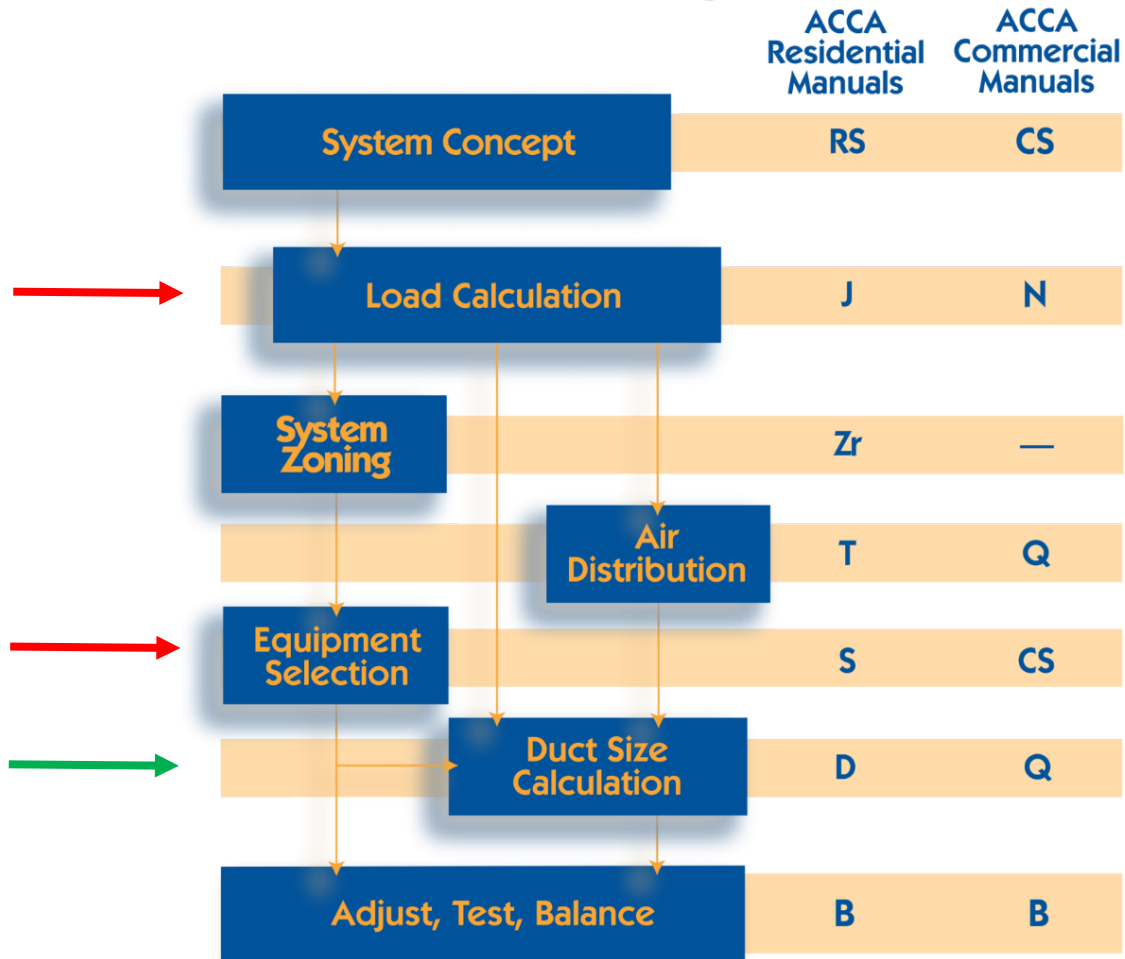 ACCA
Residential
Manuals
ACCA
Commercial
Manuals
System Concept
RS
CS
Load Calculation
J
N
System
Zoning
Zr
—
Air
Distribution
T
Q
Equipment
Selection
S
CS
Duct Size
Calculation
D
Q
Adjust, Test, Balance
B
B